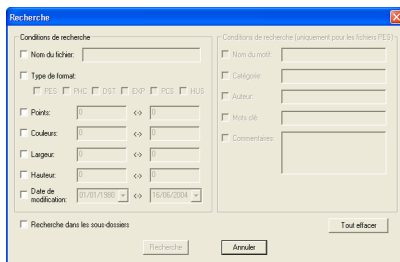 Recherche
Conditions de recherche
Nom du fichier:
Type de format:
PES PHC DST EXP PCS HUS
Points: 0 <-> 0
Couleurs: 0 <-> 0
Largeur: 0 <-> 0
Hauteur: 0 <-> 0
Date de modification: 01/01/1980 <-> 16/06/2004
Recherche dans les sous-dossiers
Conditions de recherche (uniquement pour les fichiers PES)
Nom du motif:
Catégorie:
Auteur:
Mots clé:
Commentaires:
Tout effacer
Recherche
Annuler